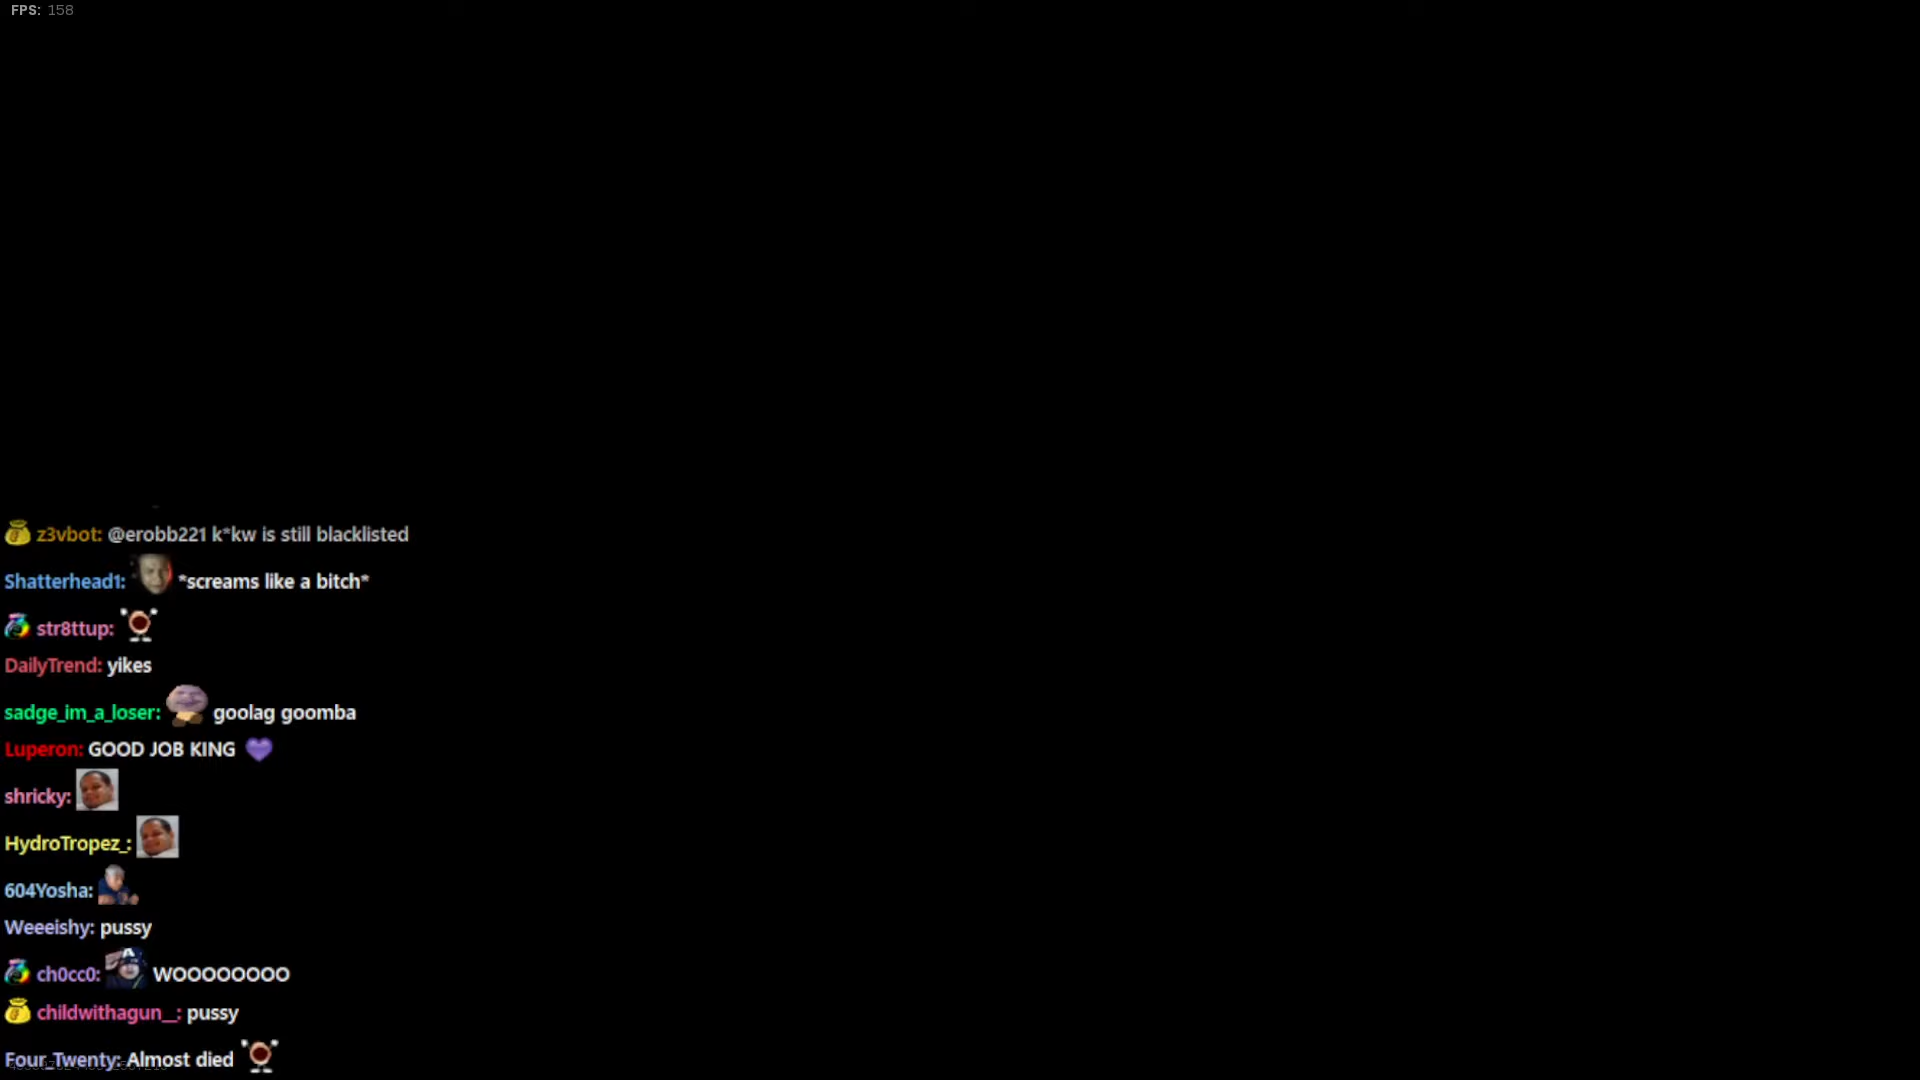 FPS: 158
z3vbot: @erobb221 k*kw is still blacklisted
Shatterhead1: *screams like a bitch*
str8ttup:
DailyTrend: yikes
sadge_im_a_loser: goolag goomba
Luperon: GOOD JOB KING
shricky:
HydroTropez_:
604Yosha:
Weeeishy: pussy
ch0cc0: WOOOOOOOO
childwithagun__: pussy
Four_Twenty: Almost died